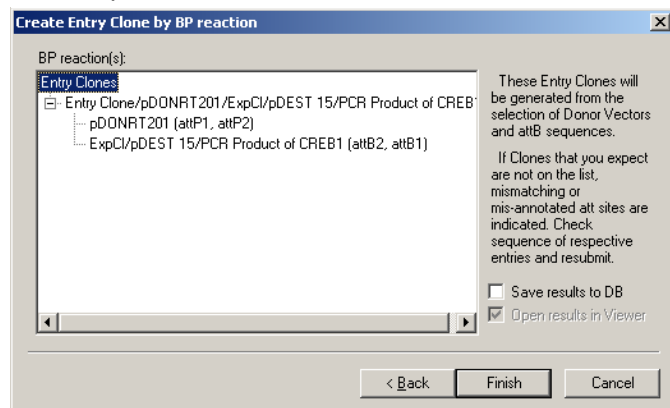 Create Entry Clone by BP reaction
BP reaction(s):
Entry Clones
Entry Clone/pDONRT201/ExpCl/pDEST 15/PCR Product of CREB
pDONRT201 (attP1, attP2)
ExpCl/pDEST 15/PCR Product of CREB1 (attB2, attB1)
These Entry Clones will
be generated from the
selection of Donor Vectors
and attB sequences.
If Clones that you expect
are not on the list,
mismatching or
mis-annotated att sites are
indicated. Check
sequence of respective
entries and resubmit.
Save results to DB
Open results in Viewer
< Back
Finish
Cancel